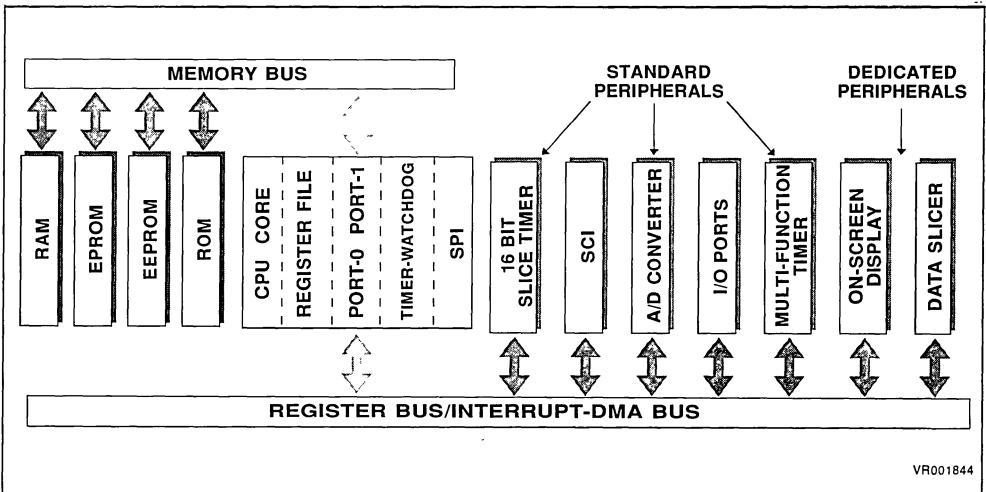 MEMORY BUS
STANDARD
PERIPHERALS
DEDICATED
PERIPHERALS
RAM
EPROM
EEPROM
ROM
CPU CORE
REGISTER FILE
PORT-0 PORT-1
TIMER-WATCHDOG
SPI
16 BIT
SLICE TIMER
SCI
A/D CONVERTER
I/O PORTS
MULTI-FUNCTION
TIMER
ON-SCREEN
DISPLAY
DATA SLICER
REGISTER BUS/INTERRUPT-DMA BUS
VR001844